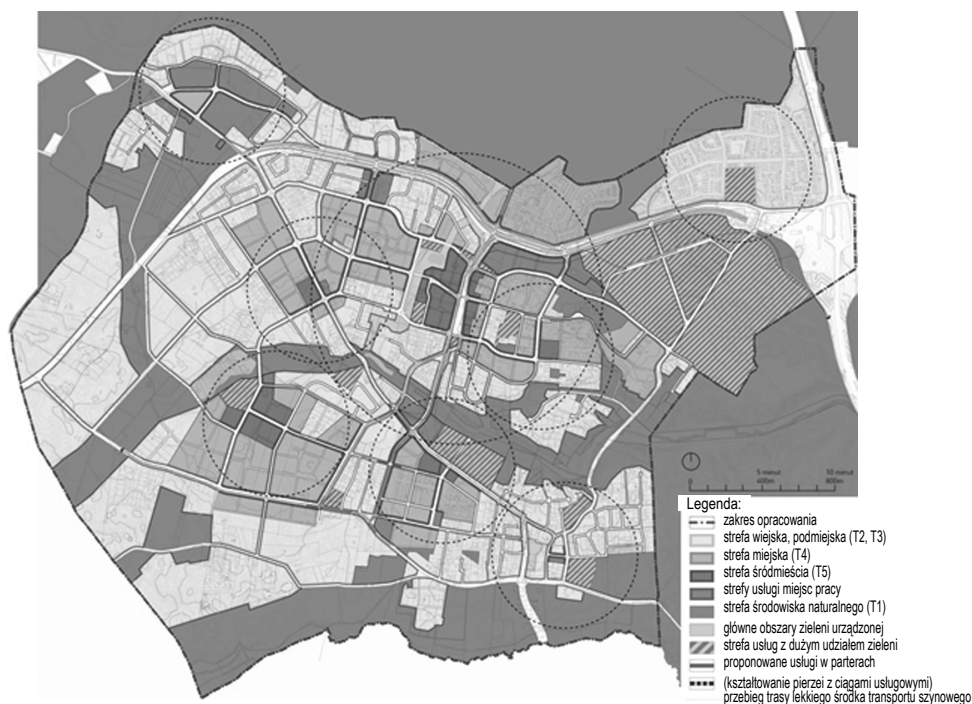 5 minut 10 minut
0 400m 800m
Legenda:
zakres opracowania
strefa wiejska, podmiejska (T2, T3)
strefa miejska (T4)
strefa śródmieścia (T5)
strefy usługi miejsc pracy
strefa środowiska naturalnego (T1)
główne obszary zieleni urządzonej
strefa usług z dużym udziałem zieleni
proponowane usługi w parterach
(kształtowanie pierzei z ciągami usługowymi)
przebieg trasy lekkiego środka transportu szynowego